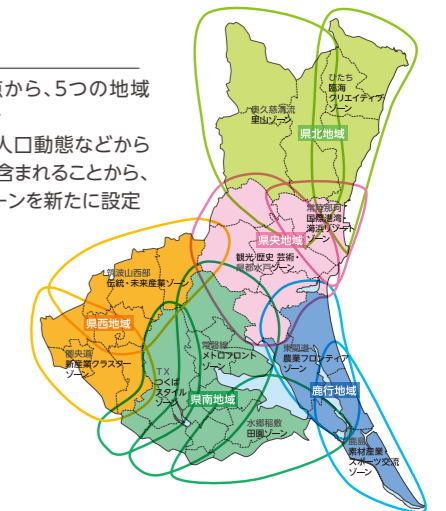 点から、5つの地域
人口動態などから
含まれることから、
ーンを新たに設定
奥久慈清流
里山ゾーン
ひたち
臨海
クリエイティブ
ゾーン
県北地域
常陸那珂
国際港湾・
海浜リゾート
ゾーン
県央地域
観光/歴史 芸術・
県都水戸ゾーン
筑波山西部
伝統・未来産業ゾーン
県西地域
圏央道
新産業クラスター
ゾーン
TX
つくば
スタイル
ゾーン
常磐線
メトロフロント
ゾーン
東関道
農業フロンティア
ゾーン
県南地域
鹿行地域
水郷稲敷
田園ゾーン
鹿島
素材産業・
スポーツ交流
ゾーン